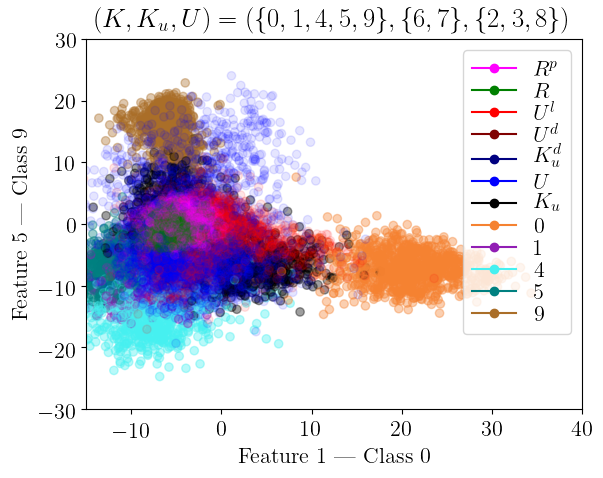 (K, K_u, U) = ({0, 1, 4, 5, 9}, {6, 7}, {2, 3, 8})
30
20
10
0
−10
−20
−30
Feature 5 — Class 9
−10 0 10 20 30 40
Feature 1 — Class 0
R^p
R
U^l
U^d
K_u^d
U
K_u
0
1
4
5
9